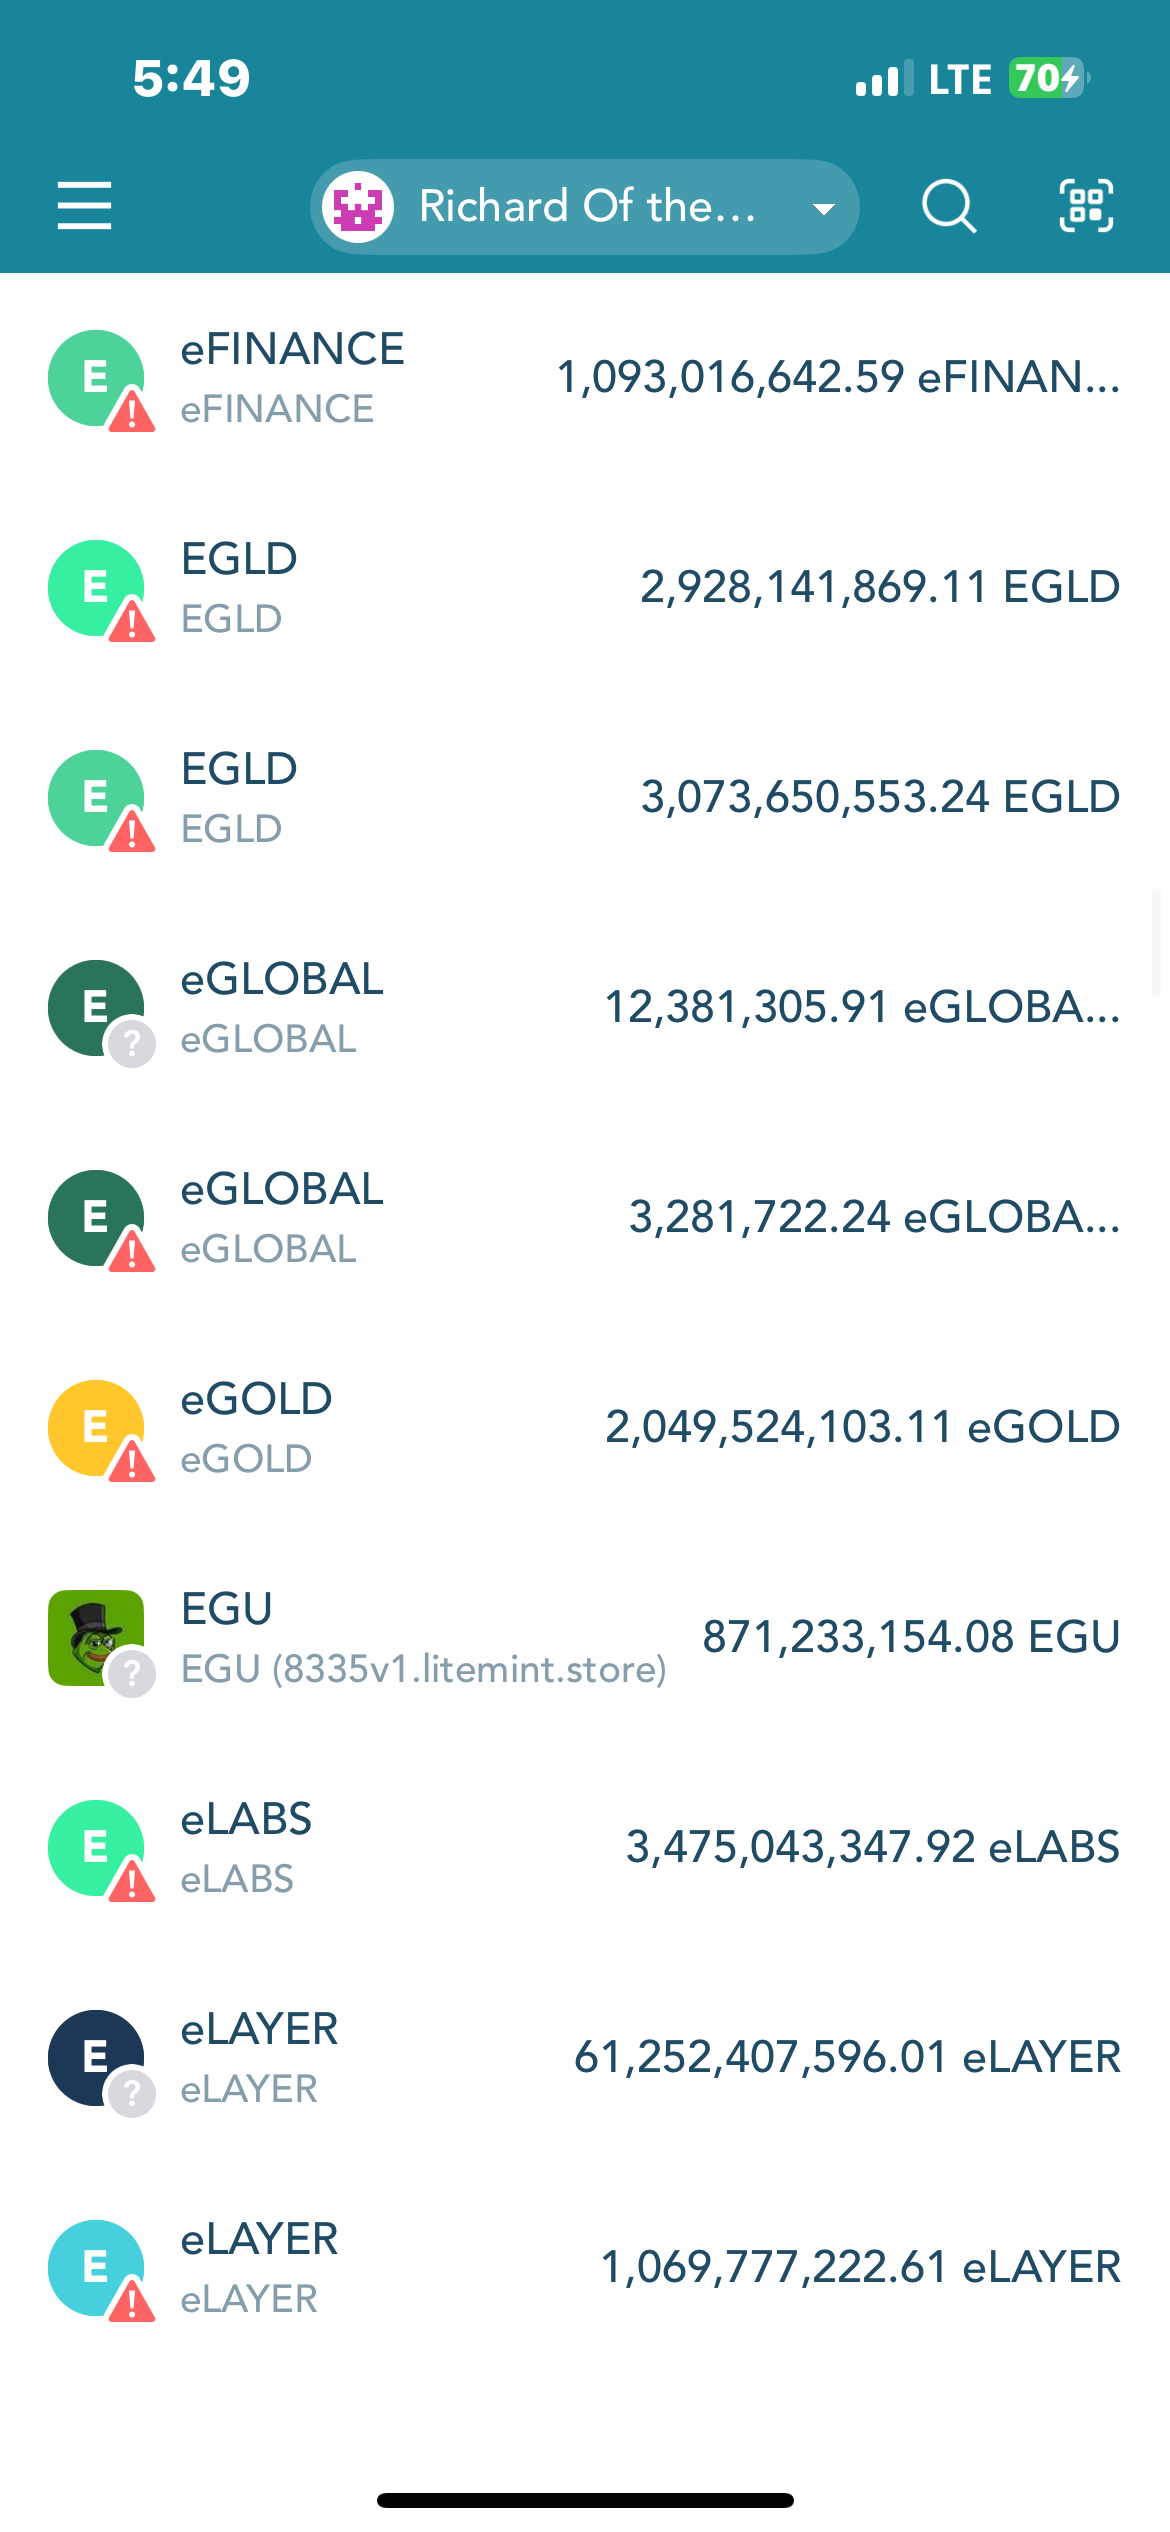 5:49
LTE 70
Richard Of the...
E eFINANCE
eFINANCE
1,093,016,642.59 eFINAN...
E EGLD
EGLD
2,928,141,869.11 EGLD
E EGLD
EGLD
3,073,650,553.24 EGLD
E eGLOBAL
? eGLOBAL
12,381,305.91 eGLOBA...
E eGLOBAL
eGLOBAL
3,281,722.24 eGLOBA...
E eGOLD
eGOLD
2,049,524,103.11 eGOLD
EGU
? EGU (8335v1.litemint.store)
871,233,154.08 EGU
E eLABS
eLABS
3,475,043,347.92 eLABS
E eLAYER
? eLAYER
61,252,407,596.01 eLAYER
E eLAYER
eLAYER
1,069,777,222.61 eLAYER